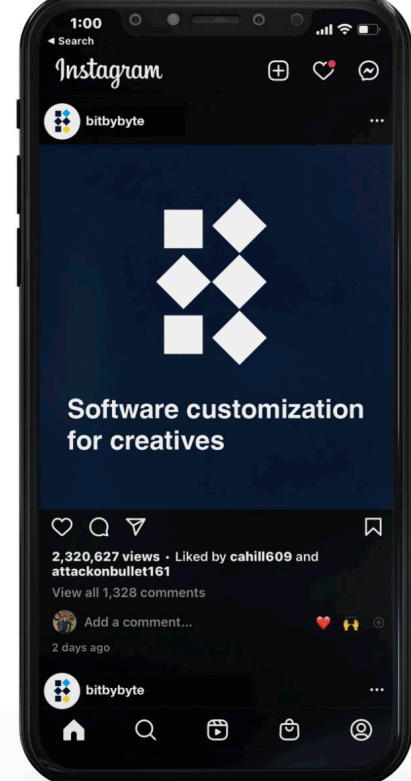 1:00
Search
Instagram
bitbybyte
Software customization
for creatives
2,320,627 views • Liked by cahill609 and
attackonbullet161
View all 1,328 comments
Add a comment...
2 days ago
bitbybyte